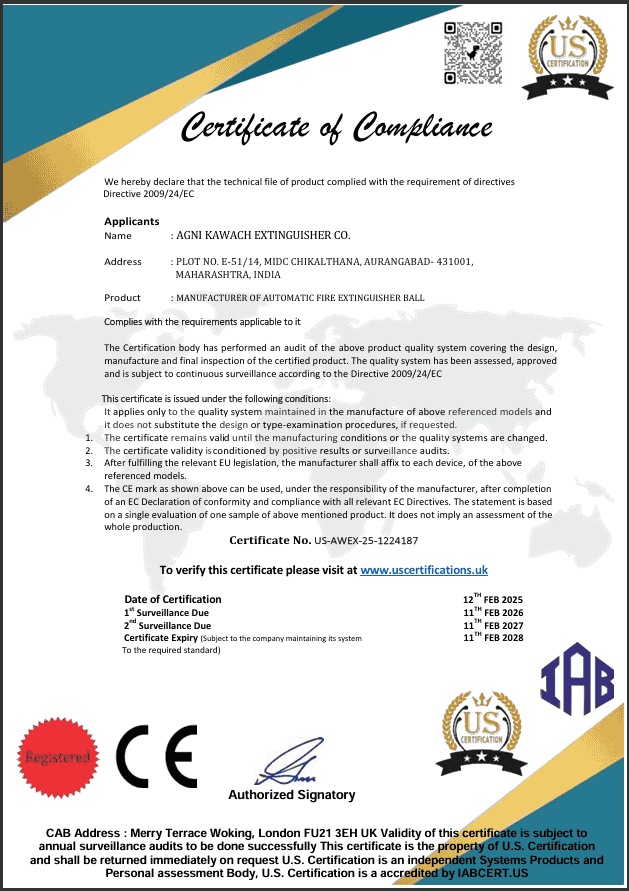 US
CERTIFICATION
Certificate of Compliance
We hereby declare that the technical file of product complied with the requirement of directives
Directive 2009/24/EC
Applicants
Name : AGNI KAWACH EXTINGUISHER CO.
Address : PLOT NO. E-51/14, MIDC CHIKALTHANA, AURANGABAD- 431001,
MAHARASHTRA, INDIA
Product : MANUFACTURER OF AUTOMATIC FIRE EXTINGUISHER BALL
Complies with the requirements applicable to it
The Certification body has performed an audit of the above product quality system covering the design,
manufacture and final inspection of the certified product. The quality system has been assessed, approved
and is subject to continuous surveillance according to the Directive 2009/24/EC
This certificate is issued under the following conditions:
It applies only to the quality system maintained in the manufacture of above referenced models and
it does not substitute the design or type-examination procedures, if requested.
1. The certificate remains valid until the manufacturing conditions or the quality systems are changed.
2. The certificate validity is conditioned by positive results or surveillance audits.
3. After fulfilling the relevant EU legislation, the manufacturer shall affix to each device, of the above
referenced models.
4. The CE mark as shown above can be used, under the responsibility of the manufacturer, after completion
of an EC Declaration of conformity and compliance with all relevant EC Directives. The statement is based
on a single evaluation of one sample of above mentioned product. It does not imply an assessment of the
whole production.
Certificate No. US-AWEX-25-1224187
To verify this certificate please visit at www.uscertifications.uk
Date of Certification 12TH FEB 2025
1st Surveillance Due 11TH FEB 2026
2nd Surveillance Due 11TH FEB 2027
Certificate Expiry (Subject to the company maintaining its system 11TH FEB 2028
To the required standard)
IAB
US
CERTIFICATION
Registered
CE
Authorized Signatory
CAB Address : Merry Terrace Woking, London FU21 3EH UK Validity of this certificate is subject to
annual surveillance audits to be done successfully This certificate is the property of U.S. Certification
and shall be returned immediately on request U.S. Certification is an independent Systems Products and
Personal assessment Body, U.S. Certification is a accredited by IABCERT.US